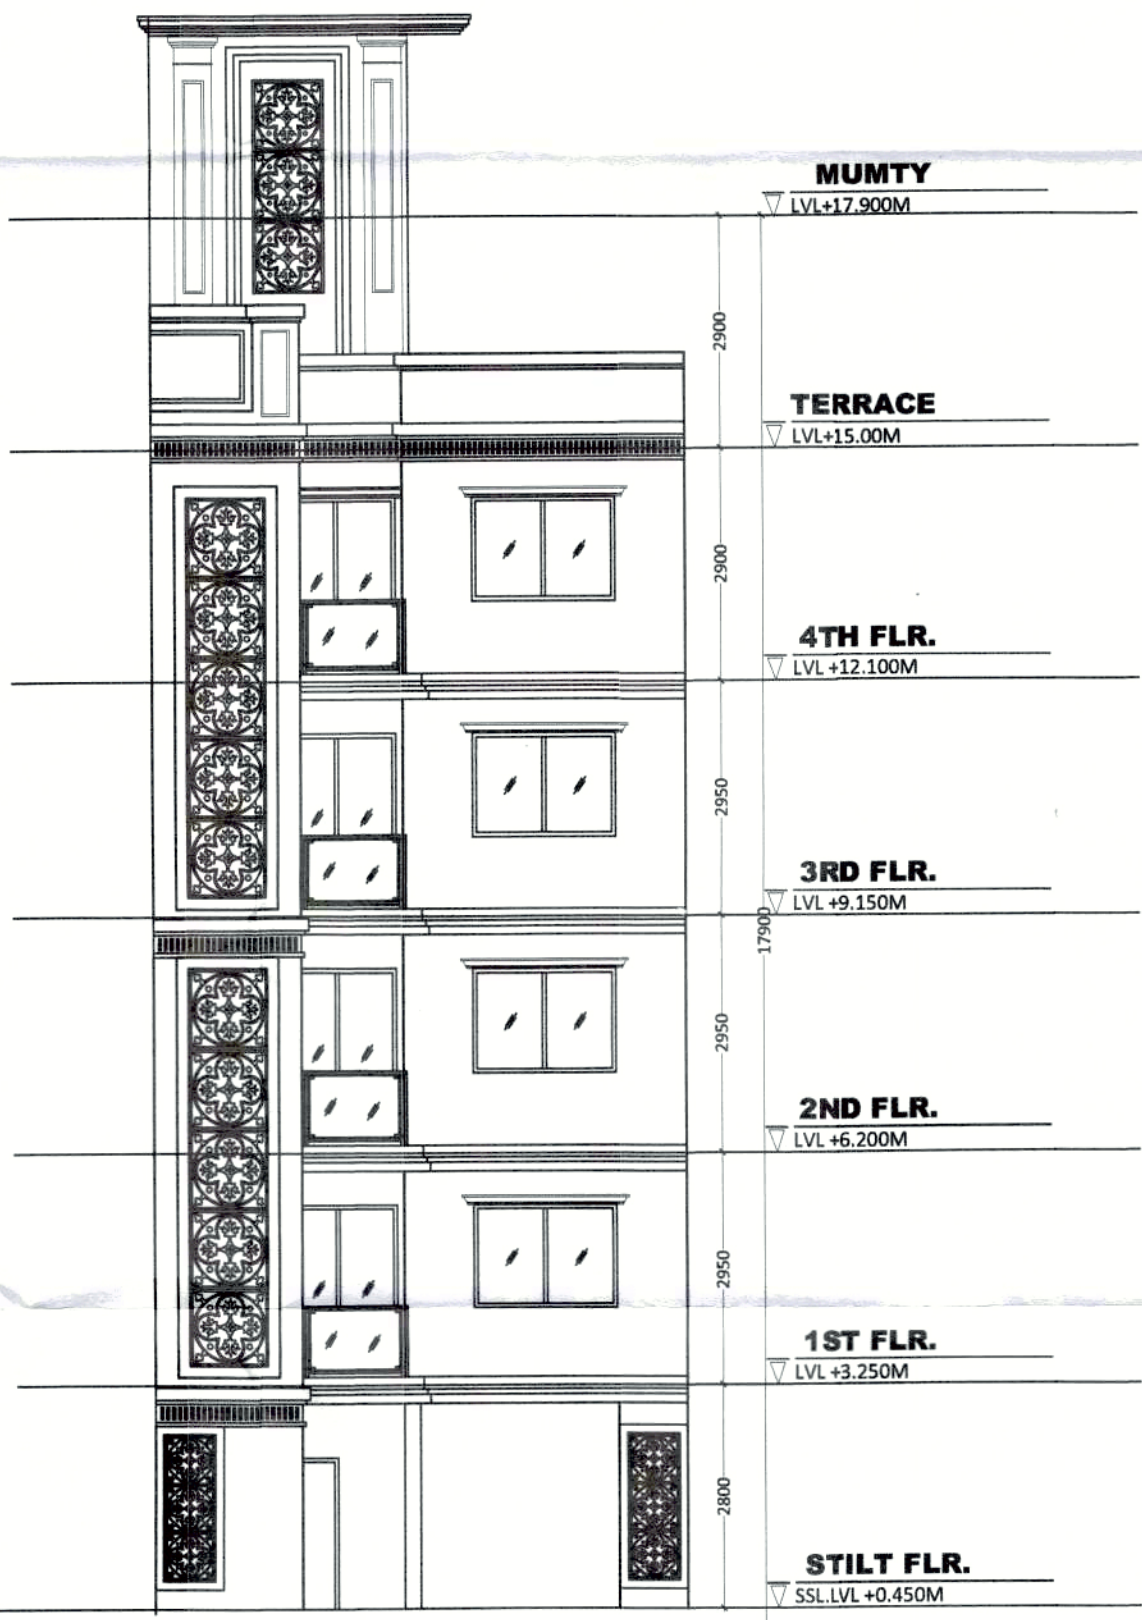 MUMTY
LVL+17.900M
2900
TERRACE
LVL+15.00M
2900
4TH FLR.
LVL +12.100M
2950
3RD FLR.
LVL +9.150M
17900
2950
2ND FLR.
LVL +6.200M
2950
1ST FLR.
LVL +3.250M
2800
STILT FLR.
SSL.LVL +0.450M